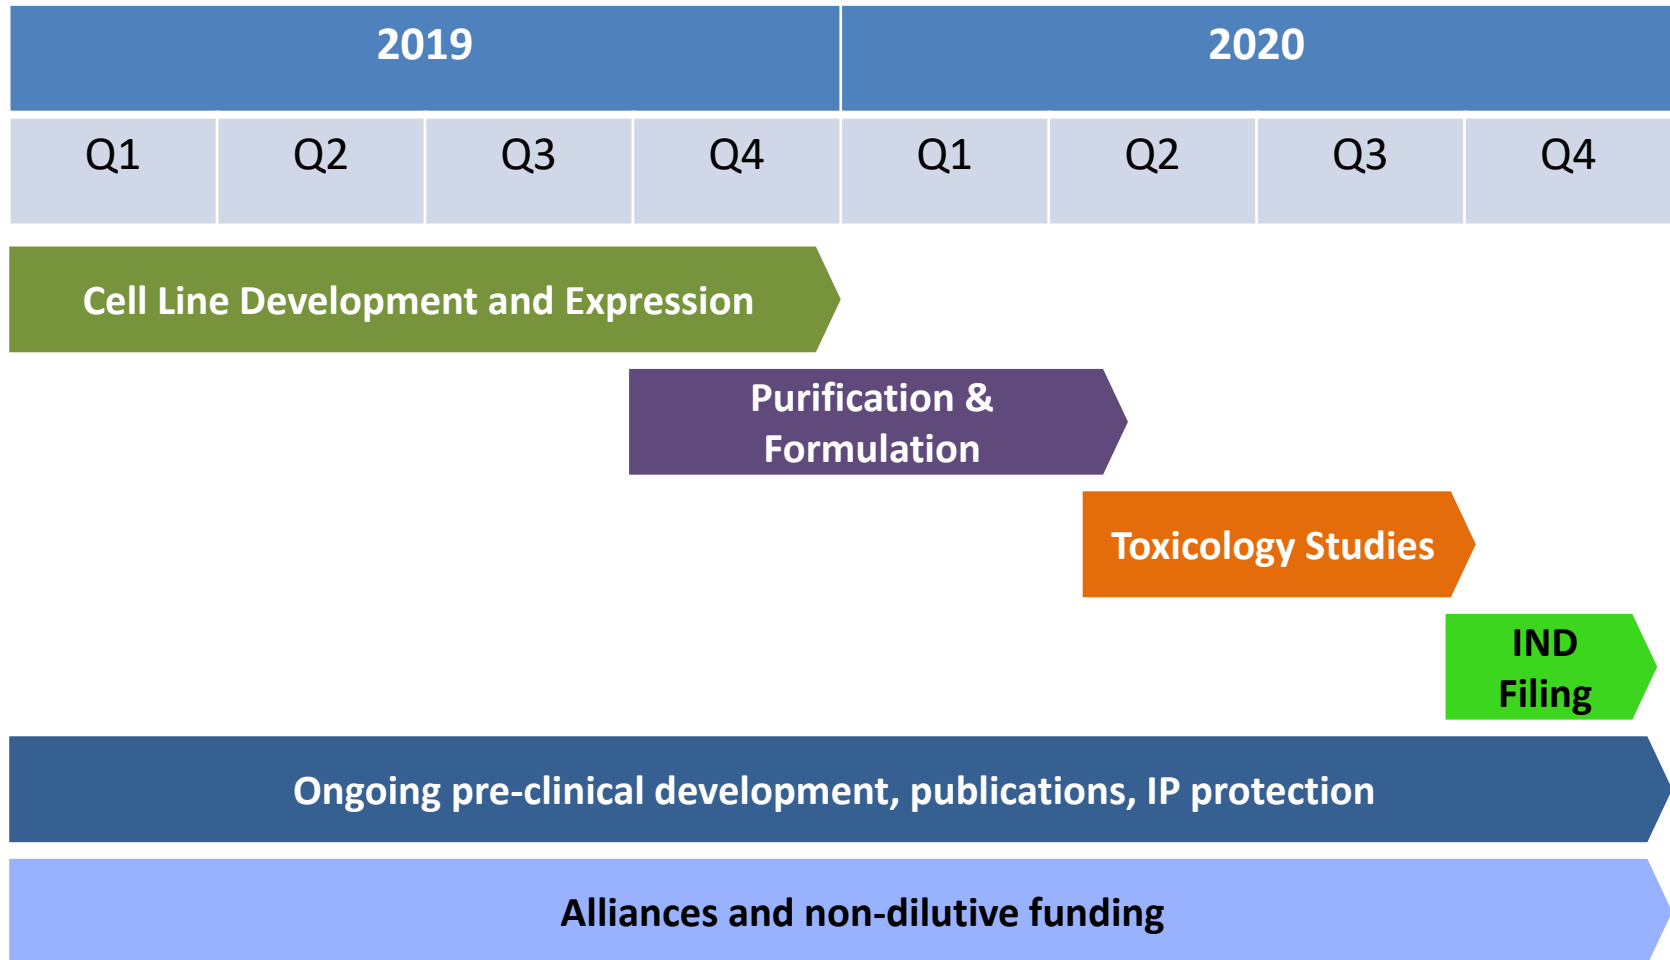 2019 2020
Q1 Q2 Q3 Q4 Q1 Q2 Q3 Q4
Cell Line Development and Expression
Purification &
Formulation
Toxicology Studies
IND
Filing
Ongoing pre-clinical development, publications, IP protection
Alliances and non-dilutive funding